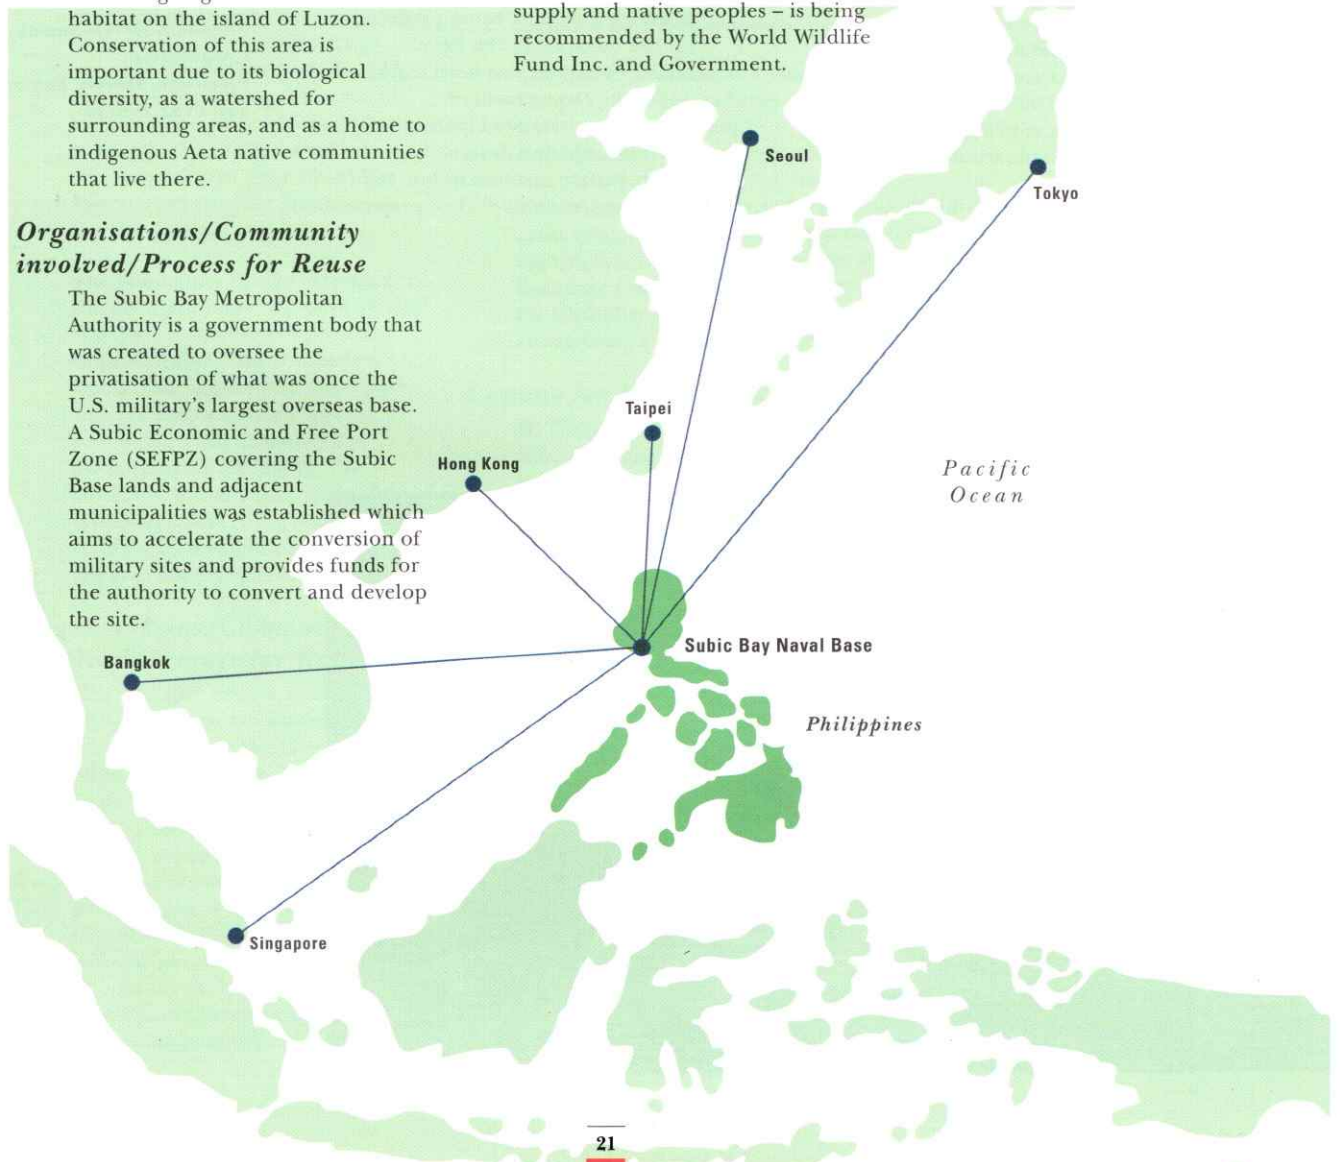 habitat on the island of Luzon.
Conservation of this area is
important due to its biological
diversity, as a watershed for
surrounding areas, and as a home to
indigenous Aeta native communities
that live there.
Organisations/Community
involved/Process for Reuse
The Subic Bay Metropolitan
Authority is a government body that
was created to oversee the
privatisation of what was once the
U.S. military's largest overseas base.
A Subic Economic and Free Port
Zone (SEFPZ) covering the Subic
Base lands and adjacent
municipalities was established which
aims to accelerate the conversion of
military sites and provides funds for
the authority to convert and develop
the site.
supply and native peoples – is being
recommended by the World Wildlife
Fund Inc. and Government.
Seoul
Tokyo
Taipei
Hong Kong
Pacific
Ocean
Subic Bay Naval Base
Bangkok
Philippines
Singapore
21